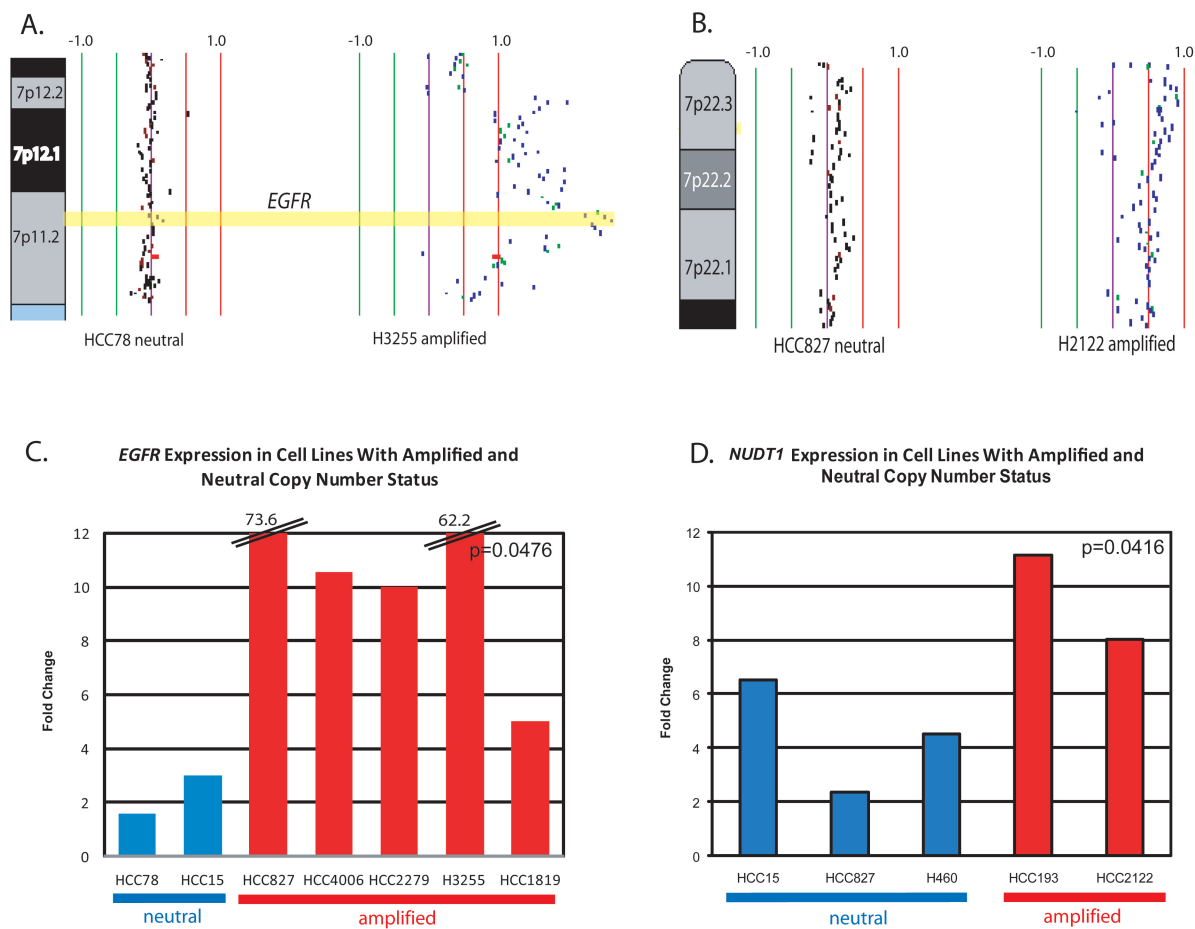 A.
-1.0 1.0 -1.0 1.0
7p12.2
7p12.1
EGFR
7p11.2
HCC78 neutral H3255 amplified
B.
-1.0 1.0 -1.0 1.0
7p22.3
7p22.2
7p22.1
HCC827 neutral H2122 amplified
C.
EGFR Expression in Cell Lines With Amplified and
Neutral Copy Number Status
73.6 62.2
p=0.0476
12
10
8
6
4
2
0
Fold Change
HCC78 HCC15 HCC827 HCC4006 HCC2279 H3255 HCC1819
neutral amplified
D.
NUDT1 Expression in Cell Lines With Amplified and
Neutral Copy Number Status
p=0.0416
12
10
8
6
4
2
0
Fold Change
HCC15 HCC827 H460 HCC193 HCC2122
neutral amplified